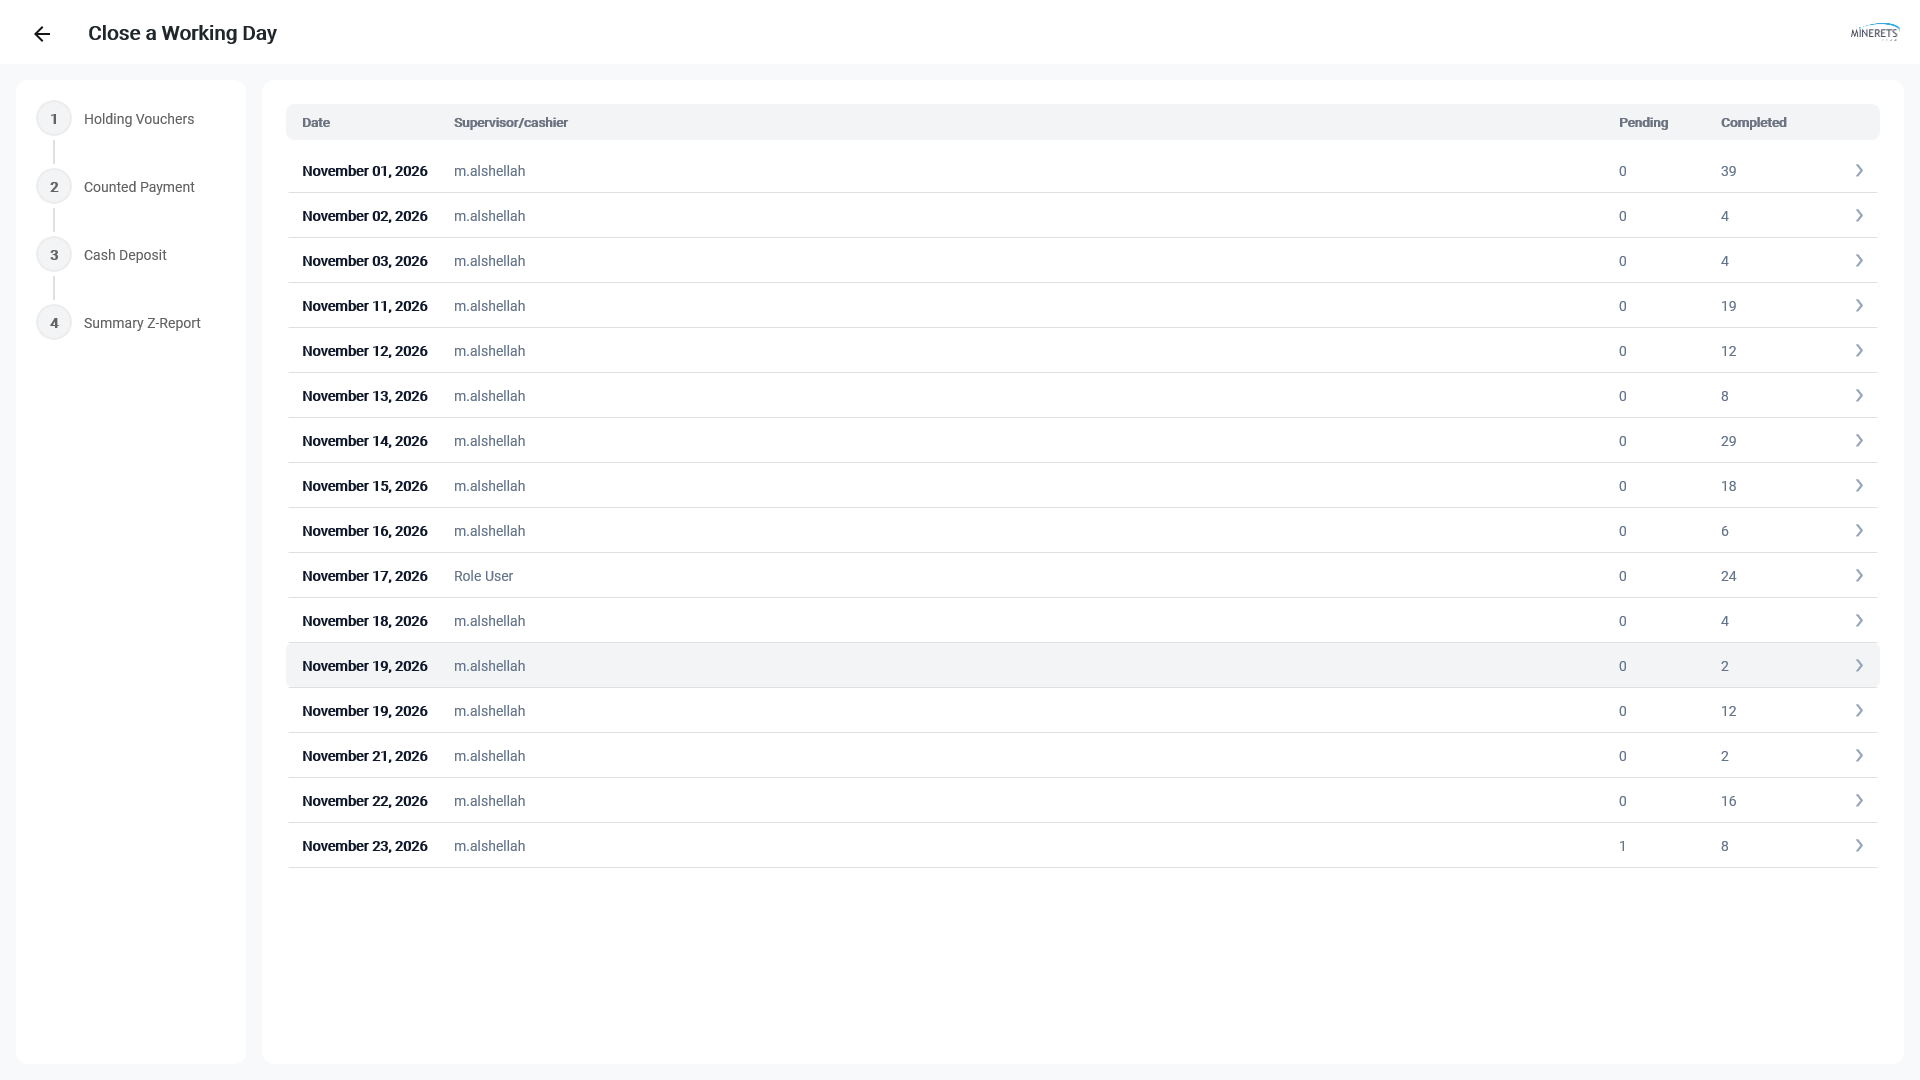 Close a Working Day
MINERETS
1 Holding Vouchers
2 Counted Payment
3 Cash Deposit
4 Summary Z-Report
Date Supervisor/cashier Pending Completed
November 01, 2026 m.alshellah 0 39
November 02, 2026 m.alshellah 0 4
November 03, 2026 m.alshellah 0 4
November 11, 2026 m.alshellah 0 19
November 12, 2026 m.alshellah 0 12
November 13, 2026 m.alshellah 0 8
November 14, 2026 m.alshellah 0 29
November 15, 2026 m.alshellah 0 18
November 16, 2026 m.alshellah 0 6
November 17, 2026 Role User 0 24
November 18, 2026 m.alshellah 0 4
November 19, 2026 m.alshellah 0 2
November 19, 2026 m.alshellah 0 12
November 21, 2026 m.alshellah 0 2
November 22, 2026 m.alshellah 0 16
November 23, 2026 m.alshellah 1 8